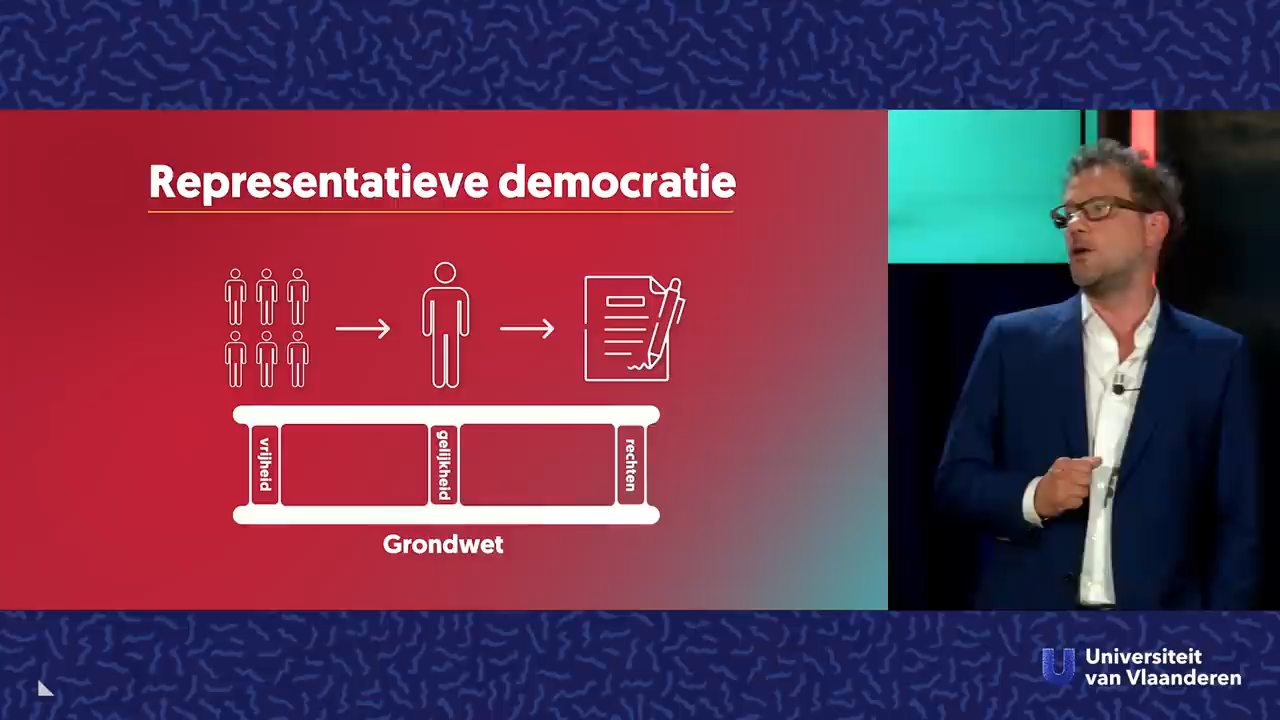 Representatieve democratie
vrijheid
gelijkheid
rechten
Grondwet
Universiteit
van Vlaanderen